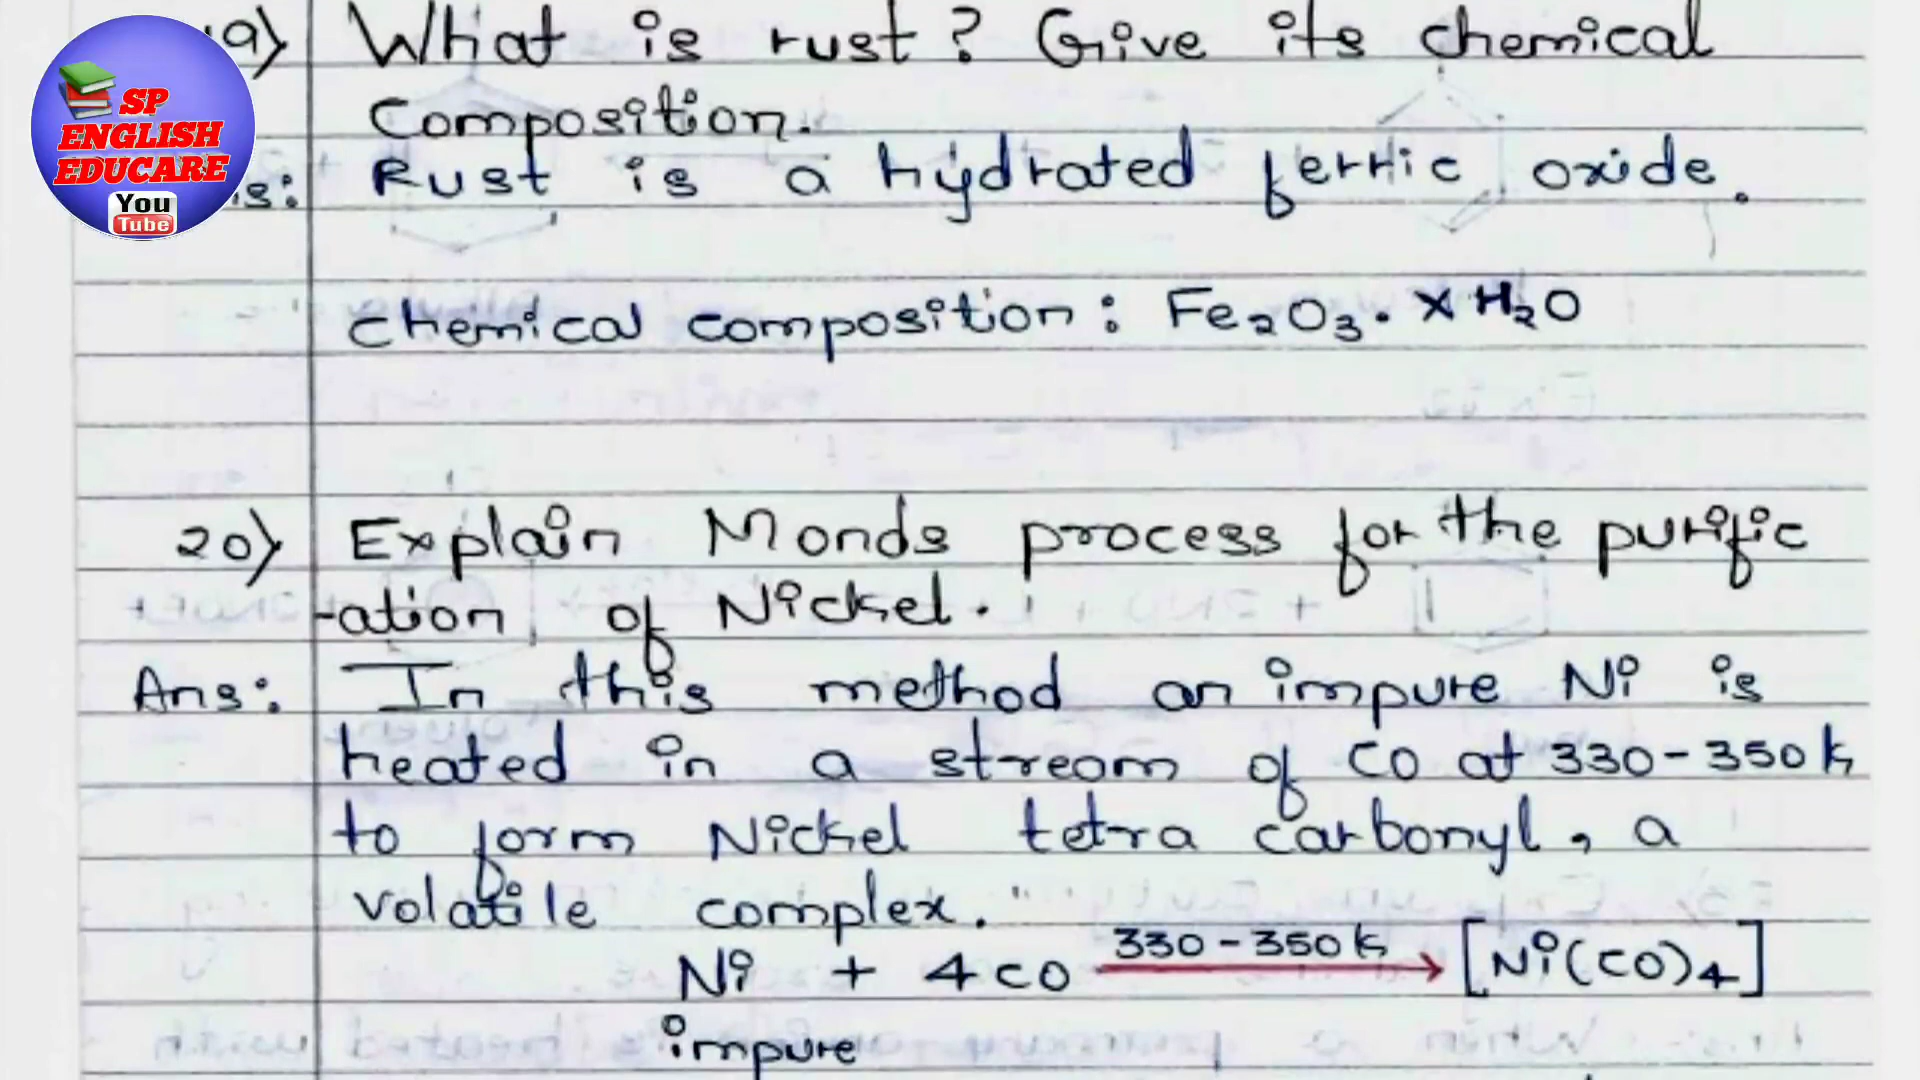 19) What is rust? Give its chemical
Composition.
Rust is a hydrated ferric oxide.
chemical composition: Fe₂O₃. xH₂O
20) Explain Monds process for the purific
-ation of Nickel.
Ans: In this method an impure Ni is
heated in a stream of CO at 330-350k
to form Nickel tetra carbonyl, a
volatile complex.
330-350k
Ni + 4CO → [Ni(CO)₄]
impure
SP
ENGLISH
EDUCARE
You
Tube